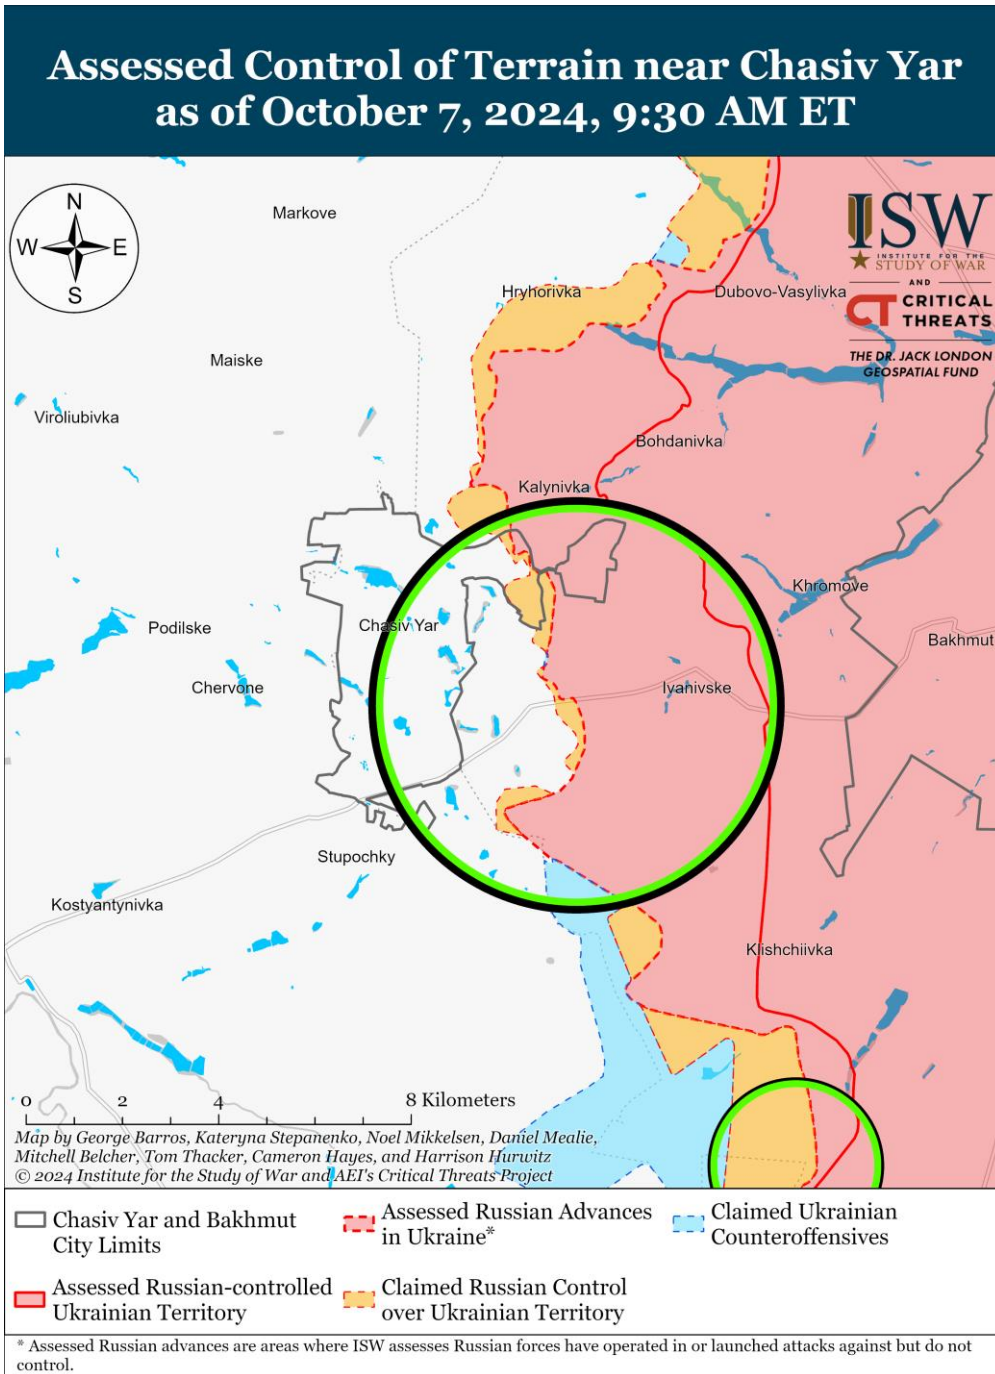 Assessed Control of Terrain near Chasiv Yar
as of October 7, 2024, 9:30 AM ET
N
W
E
S
Markove
ISW
INSTITUTE FOR THE
STUDY OF WAR
AND
CT CRITICAL
THREATS
THE DR. JACK LONDON
GEOSPATIAL FUND
Hryhorivka
Dubovo-Vasylivka
Maiske
Viroliubivka
Bohdanivka
Kalynivka
Khromove
Podilske
Chasiv Yar
Bakhmut
Chervone
Ivanivske
Stupochky
Kostyantynivka
Klishchiivka
0 2 4 8 Kilometers
Map by George Barros, Kateryna Stepanenko, Noel Mikkelsen, Daniel Mealie,
Mitchell Belcher, Tom Thacker, Cameron Hayes, and Harrison Hurwitz
© 2024 Institute for the Study of War and AEI's Critical Threats Project
Chasiv Yar and Bakhmut
City Limits
Assessed Russian Advances
in Ukraine*
Claimed Ukrainian
Counteroffensives
Assessed Russian-controlled
Ukrainian Territory
Claimed Russian Control
over Ukrainian Territory
* Assessed Russian advances are areas where ISW assesses Russian forces have operated in or launched attacks against but do not
control.